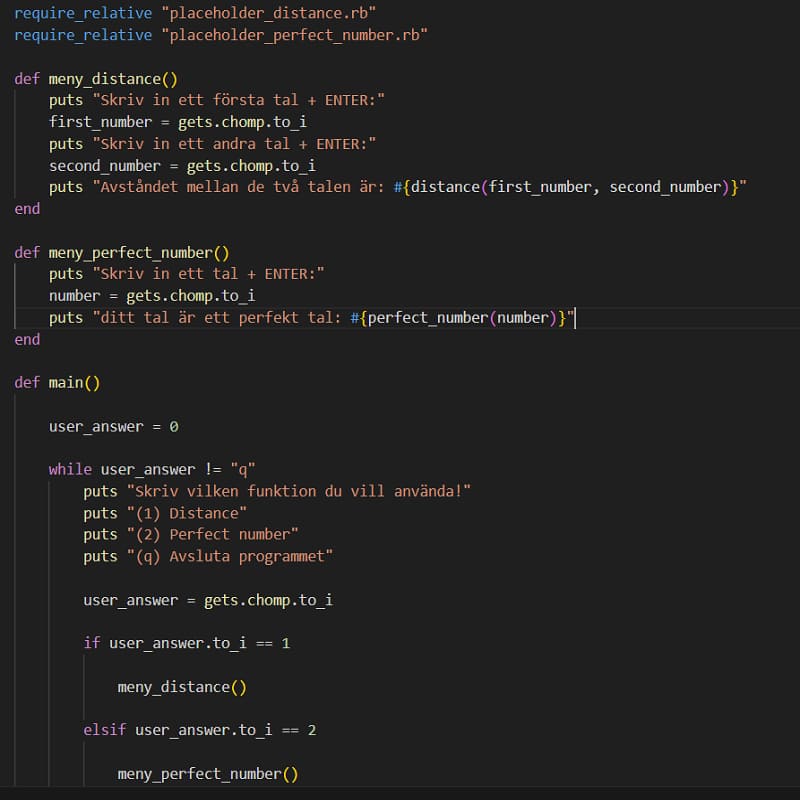 require_relative "placeholder_distance.rb"
require_relative "placeholder_perfect_number.rb"
def meny_distance()
puts "Skriv in ett första tal + ENTER:"
first_number = gets.chomp.to_i
puts "Skriv in ett andra tal + ENTER:"
second_number = gets.chomp.to_i
puts "Avståndet mellan de två talen är: #{distance(first_number, second_number)}"
end
def meny_perfect_number()
puts "Skriv in ett tal + ENTER:"
number = gets.chomp.to_i
puts "ditt tal är ett perfekt tal: #{perfect_number(number)}"
end
def main()
user_answer = 0
while user_answer != "q"
puts "Skriv vilken funktion du vill använda!"
puts "(1) Distance"
puts "(2) Perfect number"
puts "(q) Avsluta programmet"
user_answer = gets.chomp.to_i
if user_answer.to_i == 1
meny_distance()
elsif user_answer.to_i == 2
meny_perfect_number()